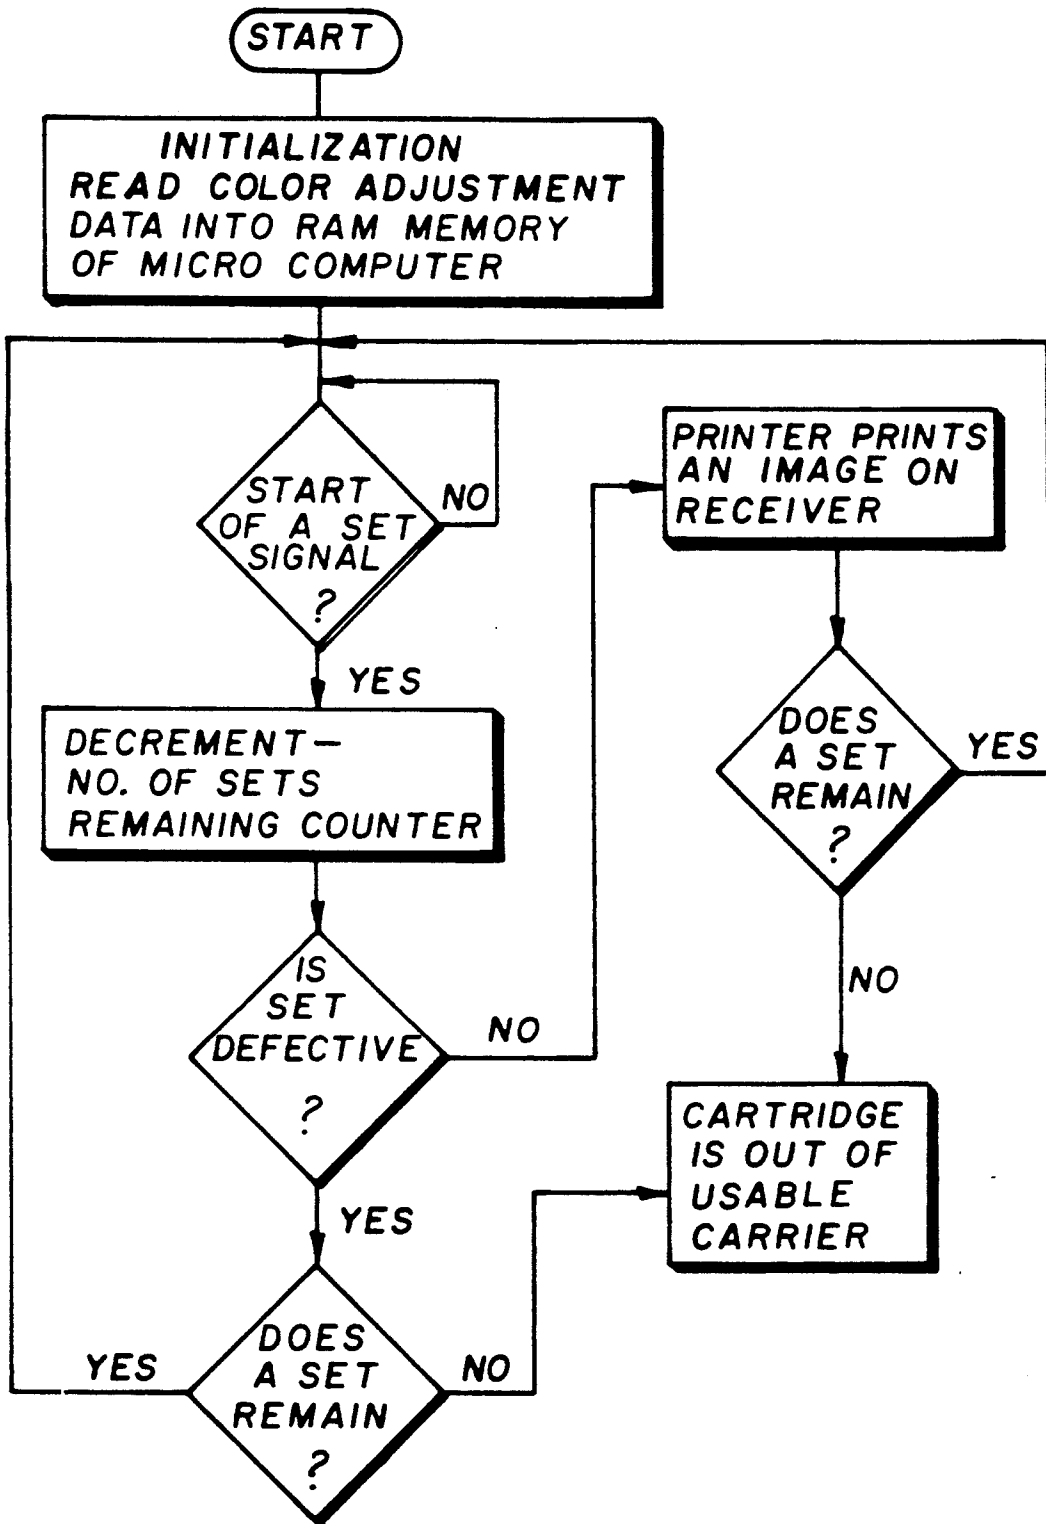 START
INITIALIZATION
READ COLOR ADJUSTMENT
DATA INTO RAM MEMORY
OF MICRO COMPUTER
START
OF A SET
SIGNAL
?
NO
YES
DECREMENT—
NO. OF SETS
REMAINING COUNTER
IS
SET
DEFECTIVE
?
NO
YES
DOES
A SET
REMAIN
?
YES
NO
PRINTER PRINTS
AN IMAGE ON
RECEIVER
DOES
A SET
REMAIN
?
YES
NO
CARTRIDGE
IS OUT OF
USABLE
CARRIER